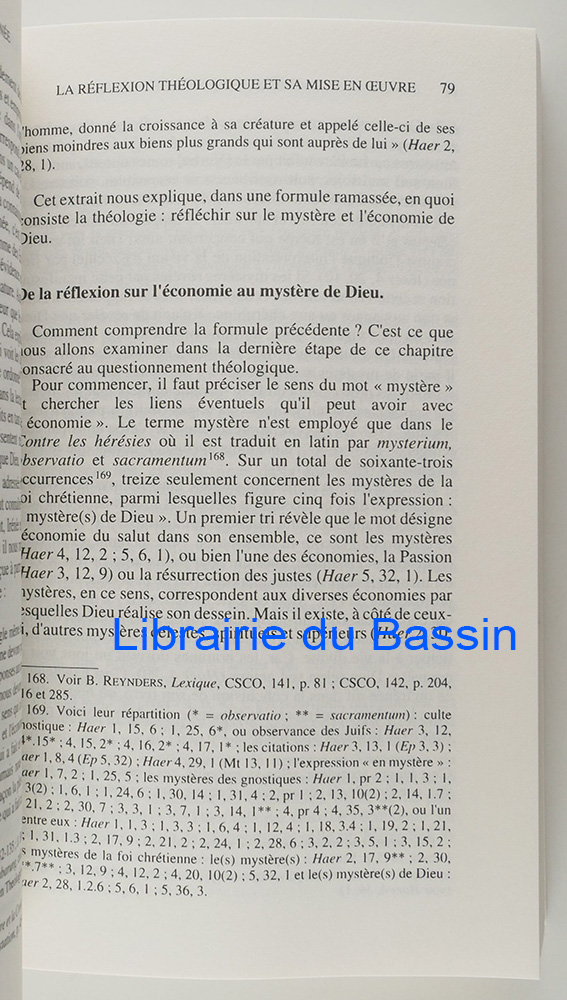 LA RÉFLEXION THÉOLOGIQUE ET SA MISE EN ŒUVRE 79
'homme, donné la croissance à sa créature et appelé celle-ci de ses
biens moindres aux biens plus grands qui sont auprès de lui » (Haer 2,
28, 1).
Cet extrait nous explique, dans une formule ramassée, en quoi
consiste la théologie : réfléchir sur le mystère et l'économie de
Dieu.
De la réflexion sur l'économie au mystère de Dieu.
Comment comprendre la formule précédente ? C'est ce que
nous allons examiner dans la dernière étape de ce chapitre
consacré au questionnement théologique.
Pour commencer, il faut préciser le sens du mot « mystère »
et chercher les liens éventuels qu'il peut avoir avec
économie ». Le terme mystère n'est employé que dans le
Contre les hérésies où il est traduit en latin par mysterium,
observatio et sacramentum168. Sur un total de soixante-trois
occurrences169, treize seulement concernent les mystères de la
foi chrétienne, parmi lesquelles figure cinq fois l'expression :
mystère(s) de Dieu ». Un premier tri révèle que le mot désigne
économie du salut dans son ensemble, ce sont les mystères
Haer 4, 12, 2 ; 5, 6, 1), ou bien l'une des économies, la Passion
Haer 3, 12, 9) ou la résurrection des justes (Haer 5, 32, 1). Les
mystères, en ce sens, correspondent aux diverses économies par
lesquelles Dieu réalise son dessein. Mais il existe, à côté de ceux-
i, d'autres mystères célestes, spirituels et supérieurs (Haer 2, 30,
Librairie du Bassin
168. Voir B. REYNDERS, Lexique, CSCO, 141, p. 81 ; CSCO, 142, p. 204,
16 et 285.
169. Voici leur répartition (* = observatio ; ** = sacramentum) : culte
gnostique : Haer 1, 15, 6 ; 1, 25, 6*, ou observance des Juifs : Haer 3, 12,
4*.15* ; 4, 15, 2* ; 4, 16, 2* ; 4, 17, 1* ; les citations : Haer 3, 13, 1 (Ep 3, 3) ;
aer 1, 8, 4 (Ep 5, 32) ; Haer 4, 29, 1 (Mt 13, 11) ; l'expression « en mystère » :
aer 1, 7, 2 ; 1, 25, 5 ; les mystères des gnostiques : Haer 1, pr 2 ; 1, 1, 3 ; 1,
3(2) ; 1, 6, 1 ; 1, 24, 6 ; 1, 30, 14 ; 1, 31, 4 ; 2, pr 1 ; 2, 13, 10(2) ; 2, 14, 1.7 ;
21, 2 ; 2, 30, 7 ; 3, 3, 1 ; 3, 7, 1 ; 3, 14, 1** ; 4, pr 4 ; 4, 35, 3**(2), ou l'un
entre eux : Haer 1, 1, 3 ; 1, 3, 3 ; 1, 6, 4 ; 1, 12, 4 ; 1, 18, 3.4 ; 1, 19, 2 ; 1, 21,
; 1, 31, 1.3 ; 2, 17, 9 ; 2, 21, 2 ; 2, 24, 1 ; 2, 28, 6 ; 3, 2, 2 ; 3, 5, 1 ; 3, 15, 2 ;
s mystères de la foi chrétienne : le(s) mystère(s) : Haer 2, 17, 9** ; 2, 30,
**.7** ; 3, 12, 9 ; 4, 12, 2 ; 4, 20, 10(2) ; 5, 32, 1 et le(s) mystère(s) de Dieu :
aer 2, 28, 1.2.6 ; 5, 6, 1 ; 5, 36, 3.